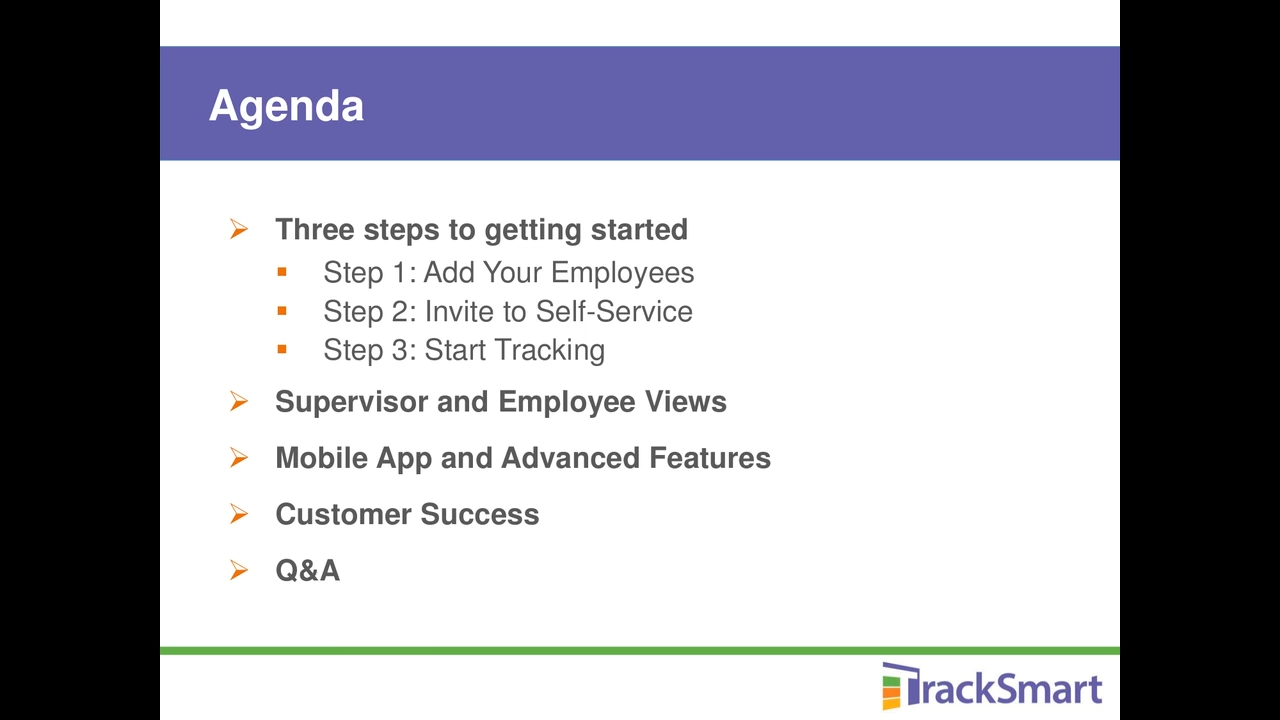 Agenda
Three steps to getting started
Step 1: Add Your Employees
Step 2: Invite to Self-Service
Step 3: Start Tracking
Supervisor and Employee Views
Mobile App and Advanced Features
Customer Success
Q&A
TrackSmart